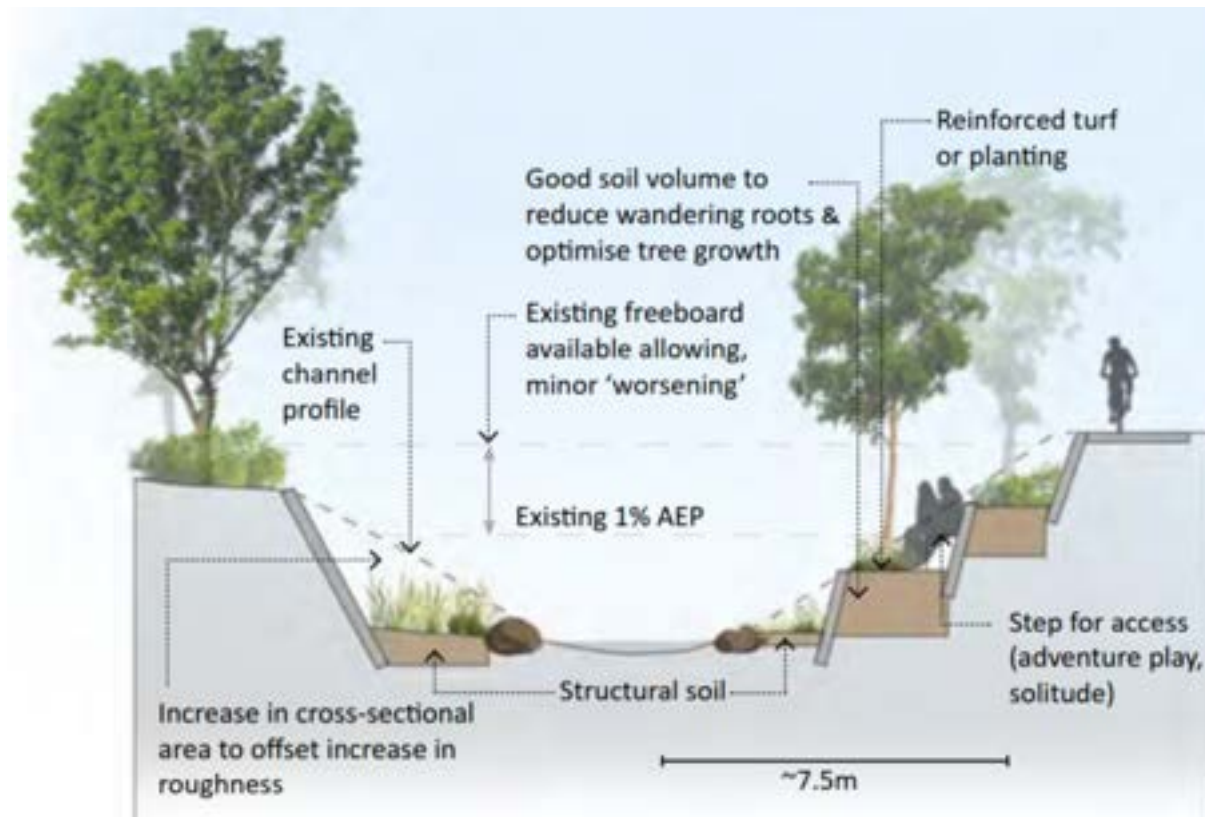 Reinforced turf
or planting
Good soil volume to
reduce wandering roots &
optimise tree growth
Existing freeboard
available allowing,
minor ‘worsening’
Existing
channel
profile
Existing 1% AEP
Step for access
(adventure play,
solitude)
Structural soil
Increase in cross-sectional
area to offset increase in
roughness
~7.5m